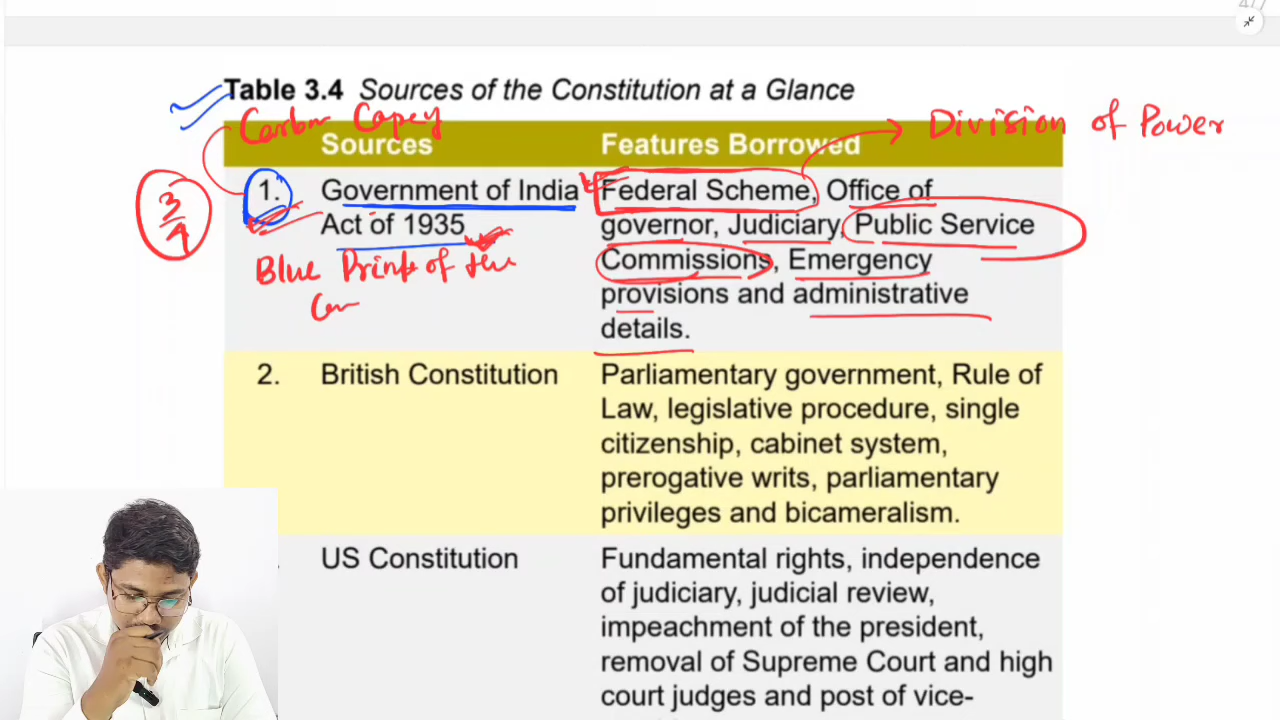 Table 3.4 Sources of the Constitution at a Glance
Carbon Capey
Division of Power
Sources Features Borrowed
1. Government of India Act of 1935
Federal Scheme, Office of
governor, Judiciary, Public Service
Commissions, Emergency
provisions and administrative
details.
3/4
Blue Print of the
Con
2. British Constitution
Parliamentary government, Rule of
Law, legislative procedure, single
citizenship, cabinet system,
prerogative writs, parliamentary
privileges and bicameralism.
US Constitution
Fundamental rights, independence
of judiciary, judicial review,
impeachment of the president,
removal of Supreme Court and high
court judges and post of vice-